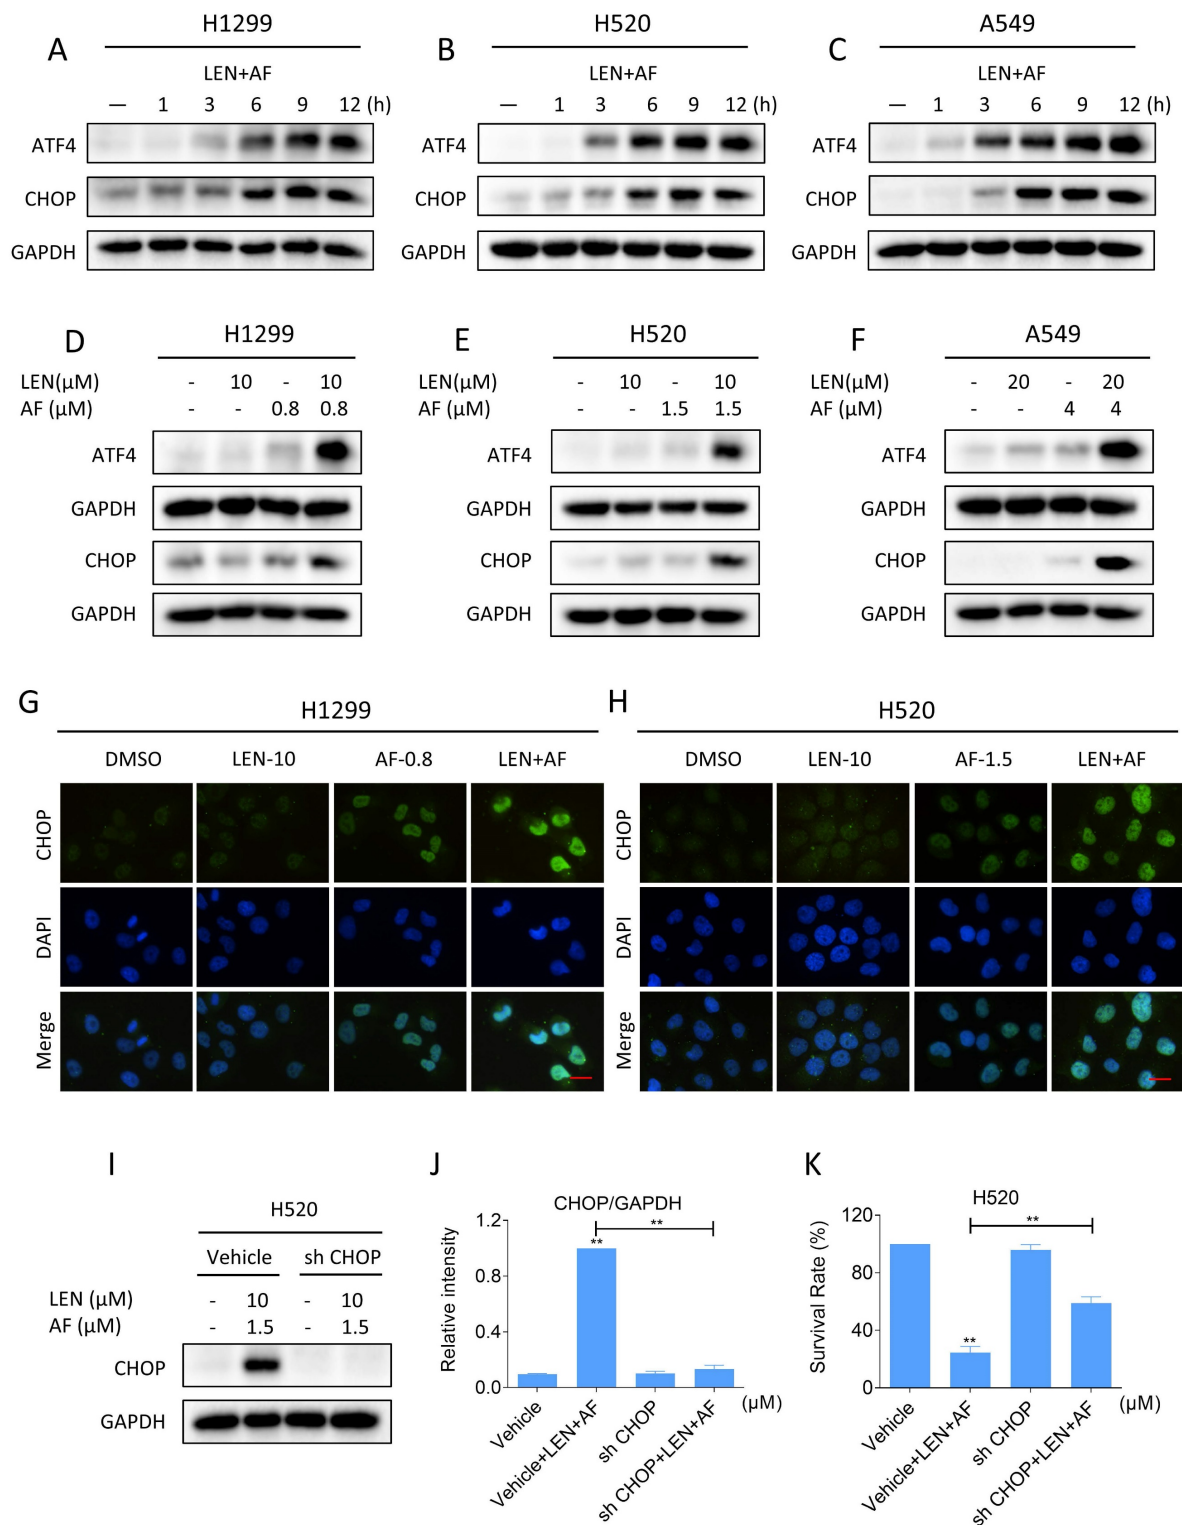 A H1299
LEN+AF
— 1 3 6 9 12 (h)
ATF4
CHOP
GAPDH
B H520
LEN+AF
— 1 3 6 9 12 (h)
ATF4
CHOP
GAPDH
C A549
LEN+AF
— 1 3 6 9 12 (h)
ATF4
CHOP
GAPDH
D H1299
LEN(μM) - 10 - 10
AF (μM) - - 0.8 0.8
ATF4
GAPDH
CHOP
GAPDH
E H520
LEN(μM) - 10 - 10
AF (μM) - - 1.5 1.5
ATF4
GAPDH
CHOP
GAPDH
F A549
LEN(μM) - 20 - 20
AF (μM) - - 4 4
ATF4
GAPDH
CHOP
GAPDH
G H1299
DMSO LEN-10 AF-0.8 LEN+AF
CHOP
DAPI
Merge
H H520
DMSO LEN-10 AF-1.5 LEN+AF
CHOP
DAPI
Merge
I
H520
Vehicle sh CHOP
LEN (μM) - 10 - 10
AF (μM) - 1.5 - 1.5
CHOP
GAPDH
J
CHOP/GAPDH
Relative intensity
1.2
0.8
0.4
0.0
**
**
Vehicle
Vehicle+LEN+AF
sh CHOP
sh CHOP+LEN+AF
(μM)
K
H520
Survival Rate (%)
120
80
40
0
**
**
Vehicle
Vehicle+LEN+AF
sh CHOP
sh CHOP+LEN+AF
(μM)